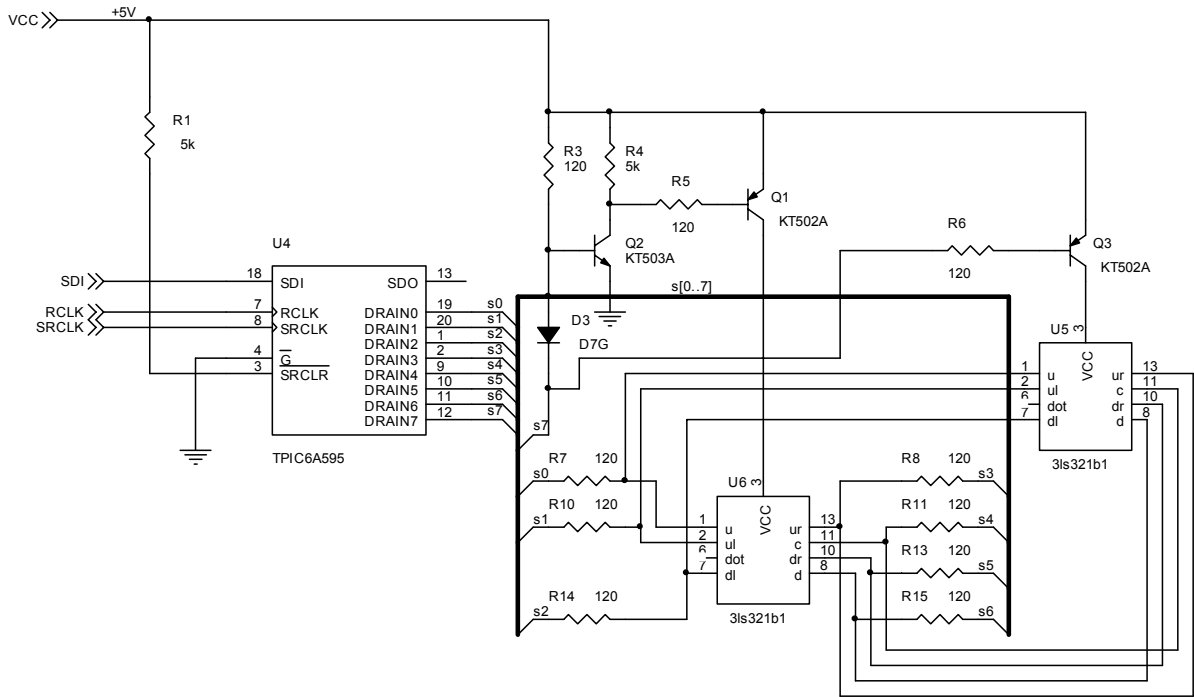 VCC
+5V
R1
5k
R3
120
R4
5k
R5
120
Q1
KT502A
Q2
KT503A
R6
120
Q3
KT502A
U4
SDI
18
SDI
SDO
13
RCLK
7
RCLK
SRCLK
8
SRCLK
4
G
3
SRCLR
DRAIN0
19
s0
DRAIN1
20
s1
DRAIN2
1
s2
DRAIN3
2
s3
DRAIN4
9
s4
DRAIN5
10
s5
DRAIN6
11
s6
DRAIN7
12
s7
TPIC6A595
s[0..7]
D3
D7G
s7
U5
3
VCC
1
u
2
ul
6
dot
7
dl
ur
13
c
11
dr
10
d
8
3ls321b1
s0
R7
120
s1
R10
120
s2
R14
120
U6
3
VCC
1
u
2
ul
6
dot
7
dl
ur
13
c
11
dr
10
d
8
3ls321b1
R8
120
s3
R11
120
s4
R13
120
s5
R15
120
s6